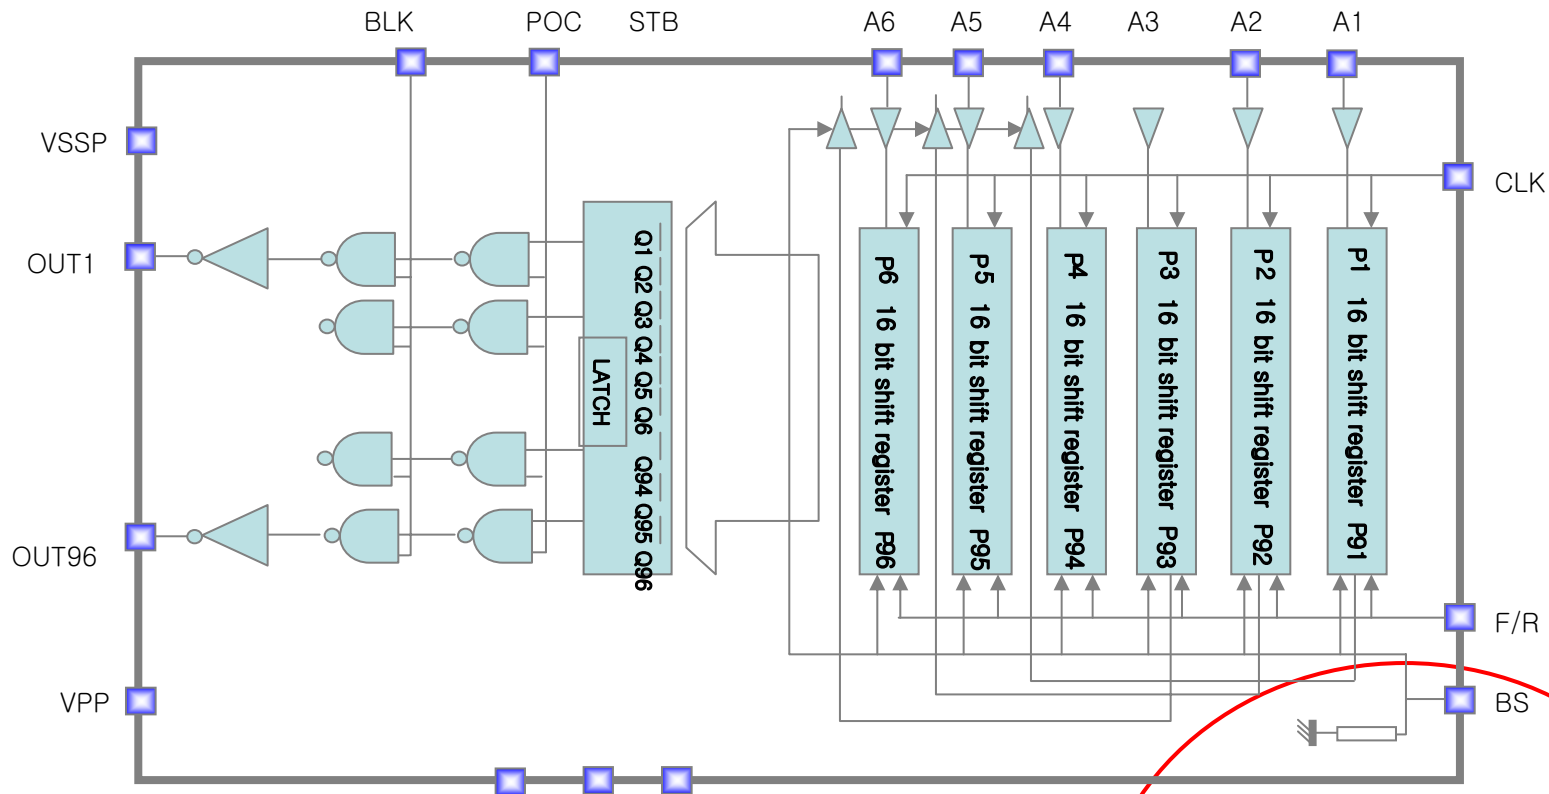 BLK POC STB A6 A5 A4 A3 A2 A1
VSSP
CLK
OUT1
Q1 Q2 Q3 Q4 Q5 Q6 Q94 Q95 Q96
LATCH
P6 16 bit shift register P96
P5 16 bit shift register P95
P4 16 bit shift register P94
P3 16 bit shift register P93
P2 16 bit shift register P92
P1 16 bit shift register P91
OUT96
F/R
VPP
BS